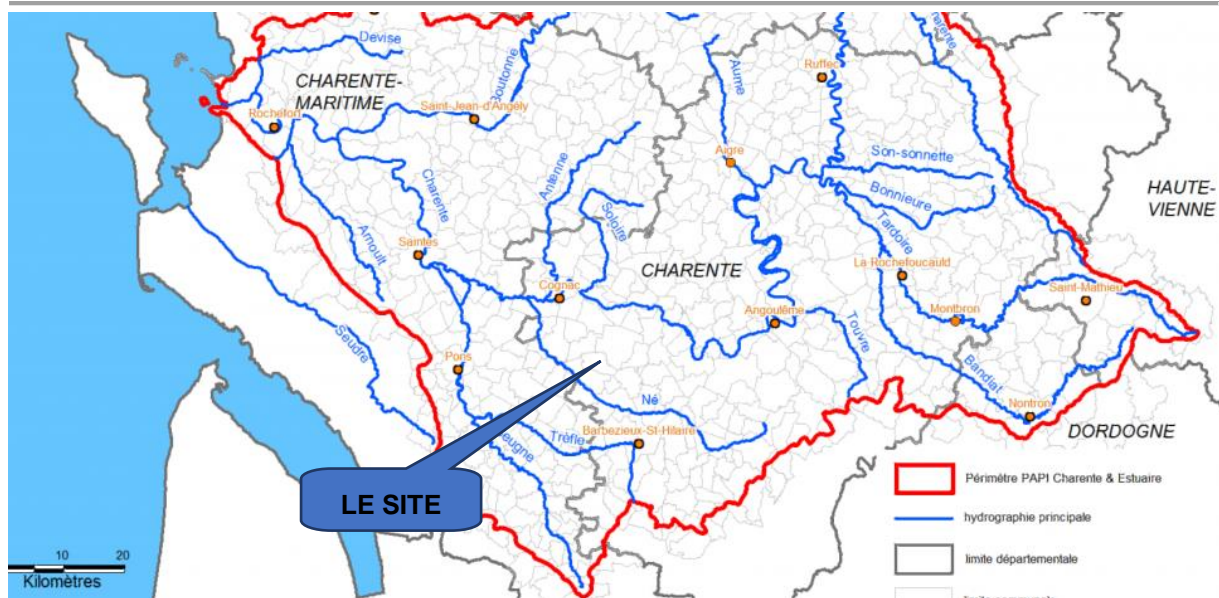 Devise
Boutonne
Aume
Ruffec
Charente
CHARENTE-
MARITIME
Rochefort
Saint-Jean-d'Angély
Aigre
Son-sonnette
Bonnieure
HAUTE-
VIENNE
Antenne
Soloire
Charente
Arnoult
Saintes
Tardoire
CHARENTE
La Rochefoucauld
Cognac
Saint-Mathieu
Angoulême
Montbron
Touvre
Seudre
Pons
Bandiat
Né
Nontron
Barbezieux-St-Hilaire
Trèfle
DORDOGNE
LE SITE
Périmètre PAPI Charente & Estuaire
hydrographie principale
limite départementale
10 20
Kilomètres